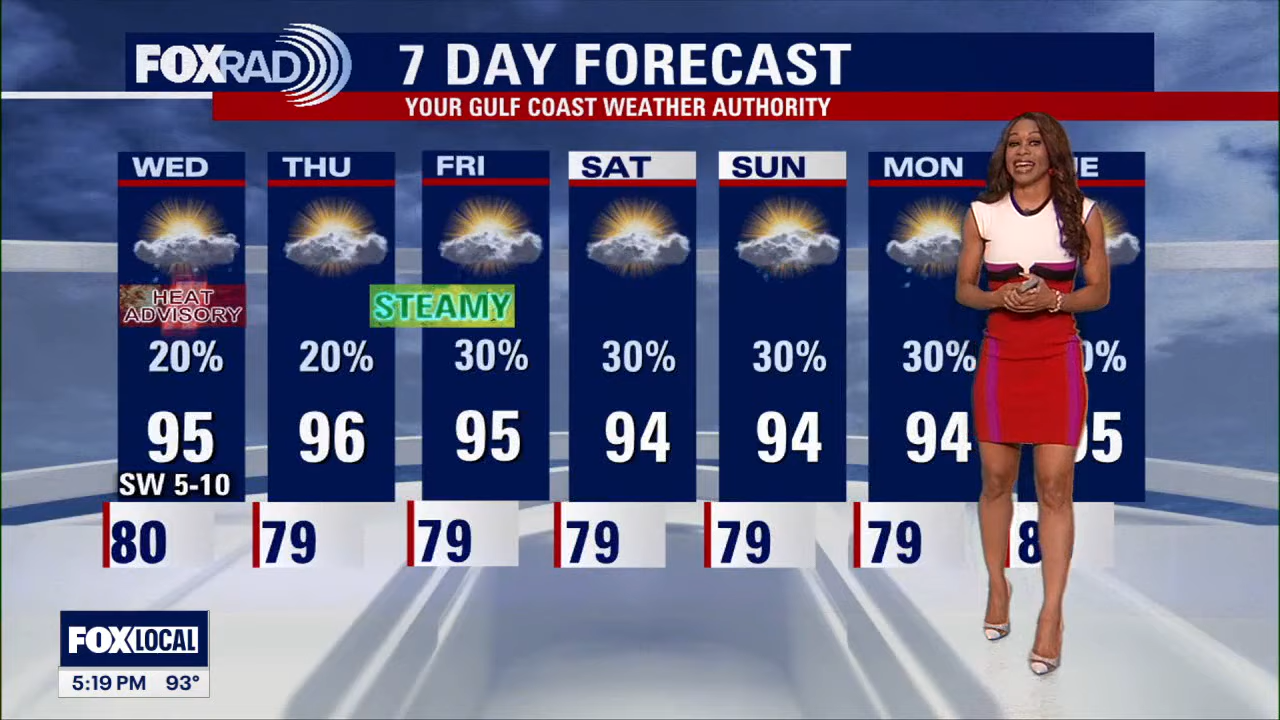 FOXRAD
7 DAY FORECAST
YOUR GULF COAST WEATHER AUTHORITY
WED THU FRI SAT SUN MON
HEAT
ADVISORY
STEAMY
20% 20% 30% 30% 30% 30%
95 96 95 94 94 94
SW 5-10
80 79 79 79 79 79
FOX LOCAL
5:19 PM 93°